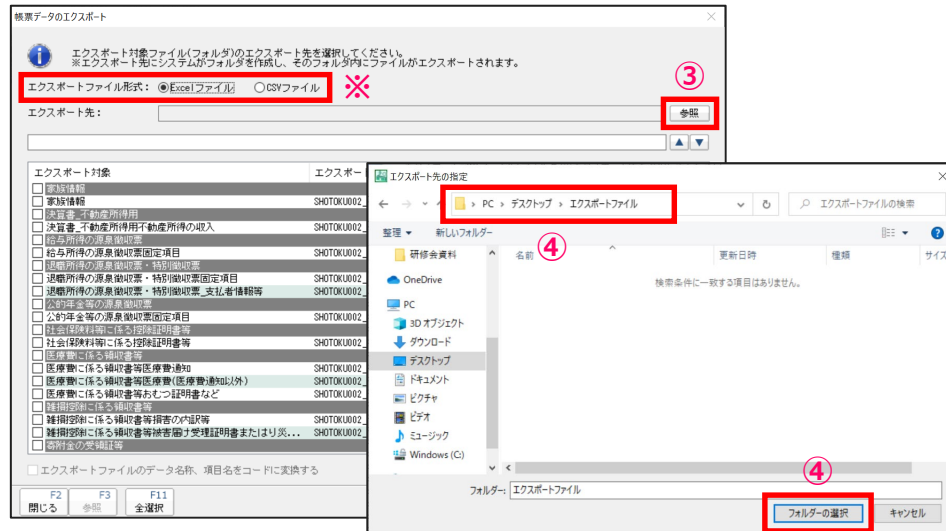 帳票データのエクスポート
エクスポート対象ファイル(フォルダ)のエクスポート先を選択してください。
※エクスポート先にシステムがフォルダを作成し、そのフォルダ内にファイルがエクスポートされます。
エクスポートファイル形式： Excelファイル CSVファイル ※
③
エクスポート先： 参照
エクスポート対象 エクスポー
家族情報
家族情報 SHOTOKU002_
決算書_不動産所得用
決算書_不動産所得用不動産所得の収入 SHOTOKU002_
給与所得の源泉徴収票
給与所得の源泉徴収票固定項目 SHOTOKU002_
退職所得の源泉徴収票・特別徴収票
退職所得の源泉徴収票・特別徴収票固定項目 SHOTOKU002_
退職所得の源泉徴収票・特別徴収票_支払者情報等 SHOTOKU002_
公的年金等の源泉徴収票
公的年金等の源泉徴収票固定項目 SHOTOKU002_
社会保険料等に係る控除証明書等
社会保険料等に係る控除証明書等 SHOTOKU002_
医療費に係る領収書等
医療費に係る領収書等医療費通知 SHOTOKU002_
医療費に係る領収書等医療費(医療費通知以外) SHOTOKU002_
医療費に係る領収書等おむつ証明書など SHOTOKU002_
雑損控除に係る領収書等
雑損控除に係る領収書等損害の内訳等 SHOTOKU002_
雑損控除に係る領収書等被害届け受理証明書またはり災... SHOTOKU002_
寄附金の受領証等
エクスポートファイルのデータ名称、項目名をコードに変換する
F2 F3 F11
閉じる 参照 全選択
エクスポート先の指定
PC › デスクトップ › エクスポートファイル エクスポートファイルの検索
整理 新しいフォルダー
④
名前 更新日時 種類 サイズ
検索条件に一致する項目はありません。
研修会資料
OneDrive
PC
3D オブジェクト
ダウンロード
デスクトップ
ドキュメント
ピクチャ
ビデオ
ミュージック
Windows (C:)
④
フォルダー: エクスポートファイル
フォルダーの選択 キャンセル